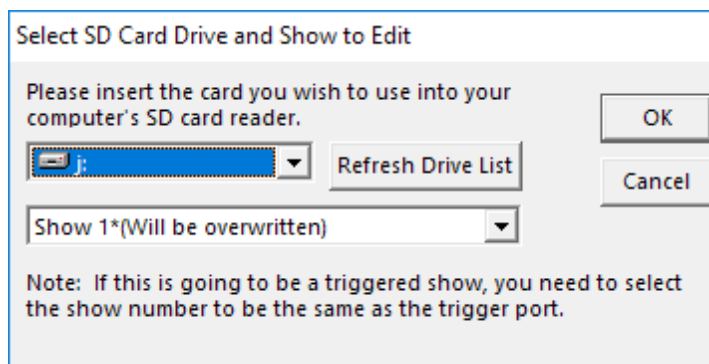 Select SD Card Drive and Show to Edit
Please insert the card you wish to use into your
computer's SD card reader.
OK
j:
Refresh Drive List
Cancel
Show 1*(Will be overwritten)
Note:  If this is going to be a triggered show, you need to select
the show number to be the same as the trigger port.